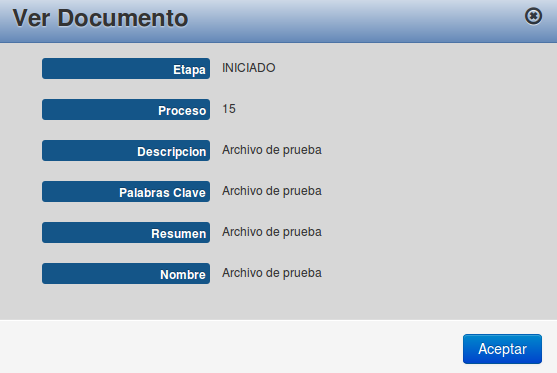 Ver Documento
Etapa INICIADO
Proceso 15
Descripcion Archivo de prueba
Palabras Clave Archivo de prueba
Resumen Archivo de prueba
Nombre Archivo de prueba
Aceptar